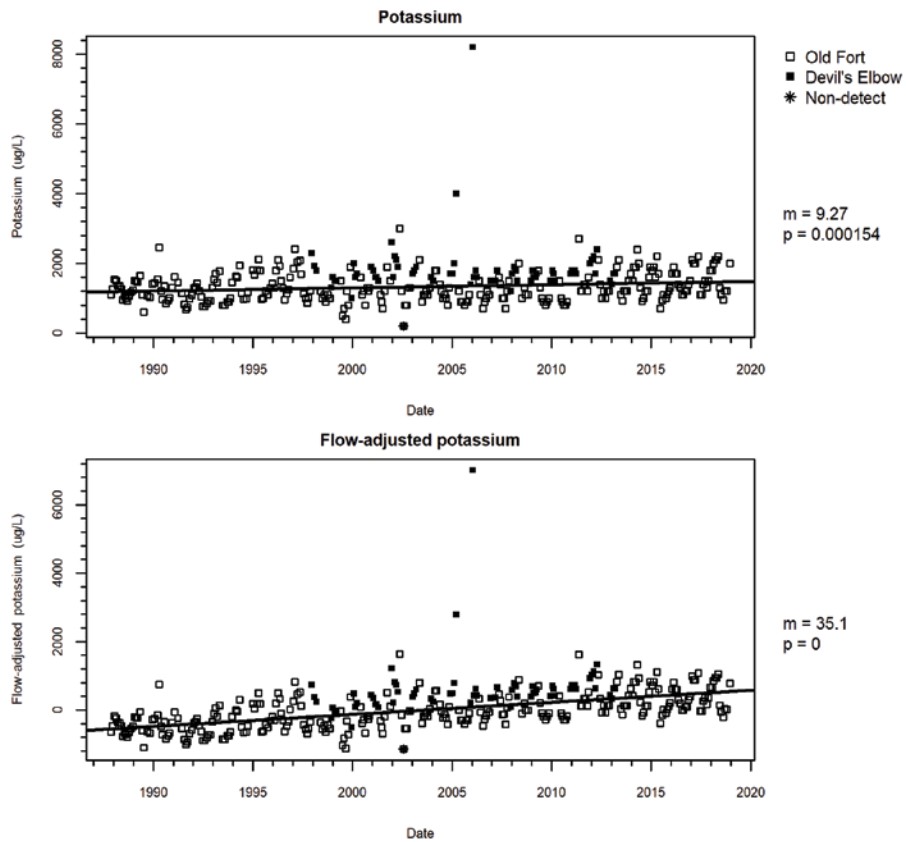 Potassium
Potassium (ug/L)
8000
6000
4000
2000
0
1990 1995 2000 2005 2010 2015 2020
Date
Old Fort
Devil's Elbow
Non-detect
m = 9.27
p = 0.000154
Flow-adjusted potassium
Flow-adjusted potassium (ug/L)
6000
4000
2000
0
1990 1995 2000 2005 2010 2015 2020
Date
m = 35.1
p = 0